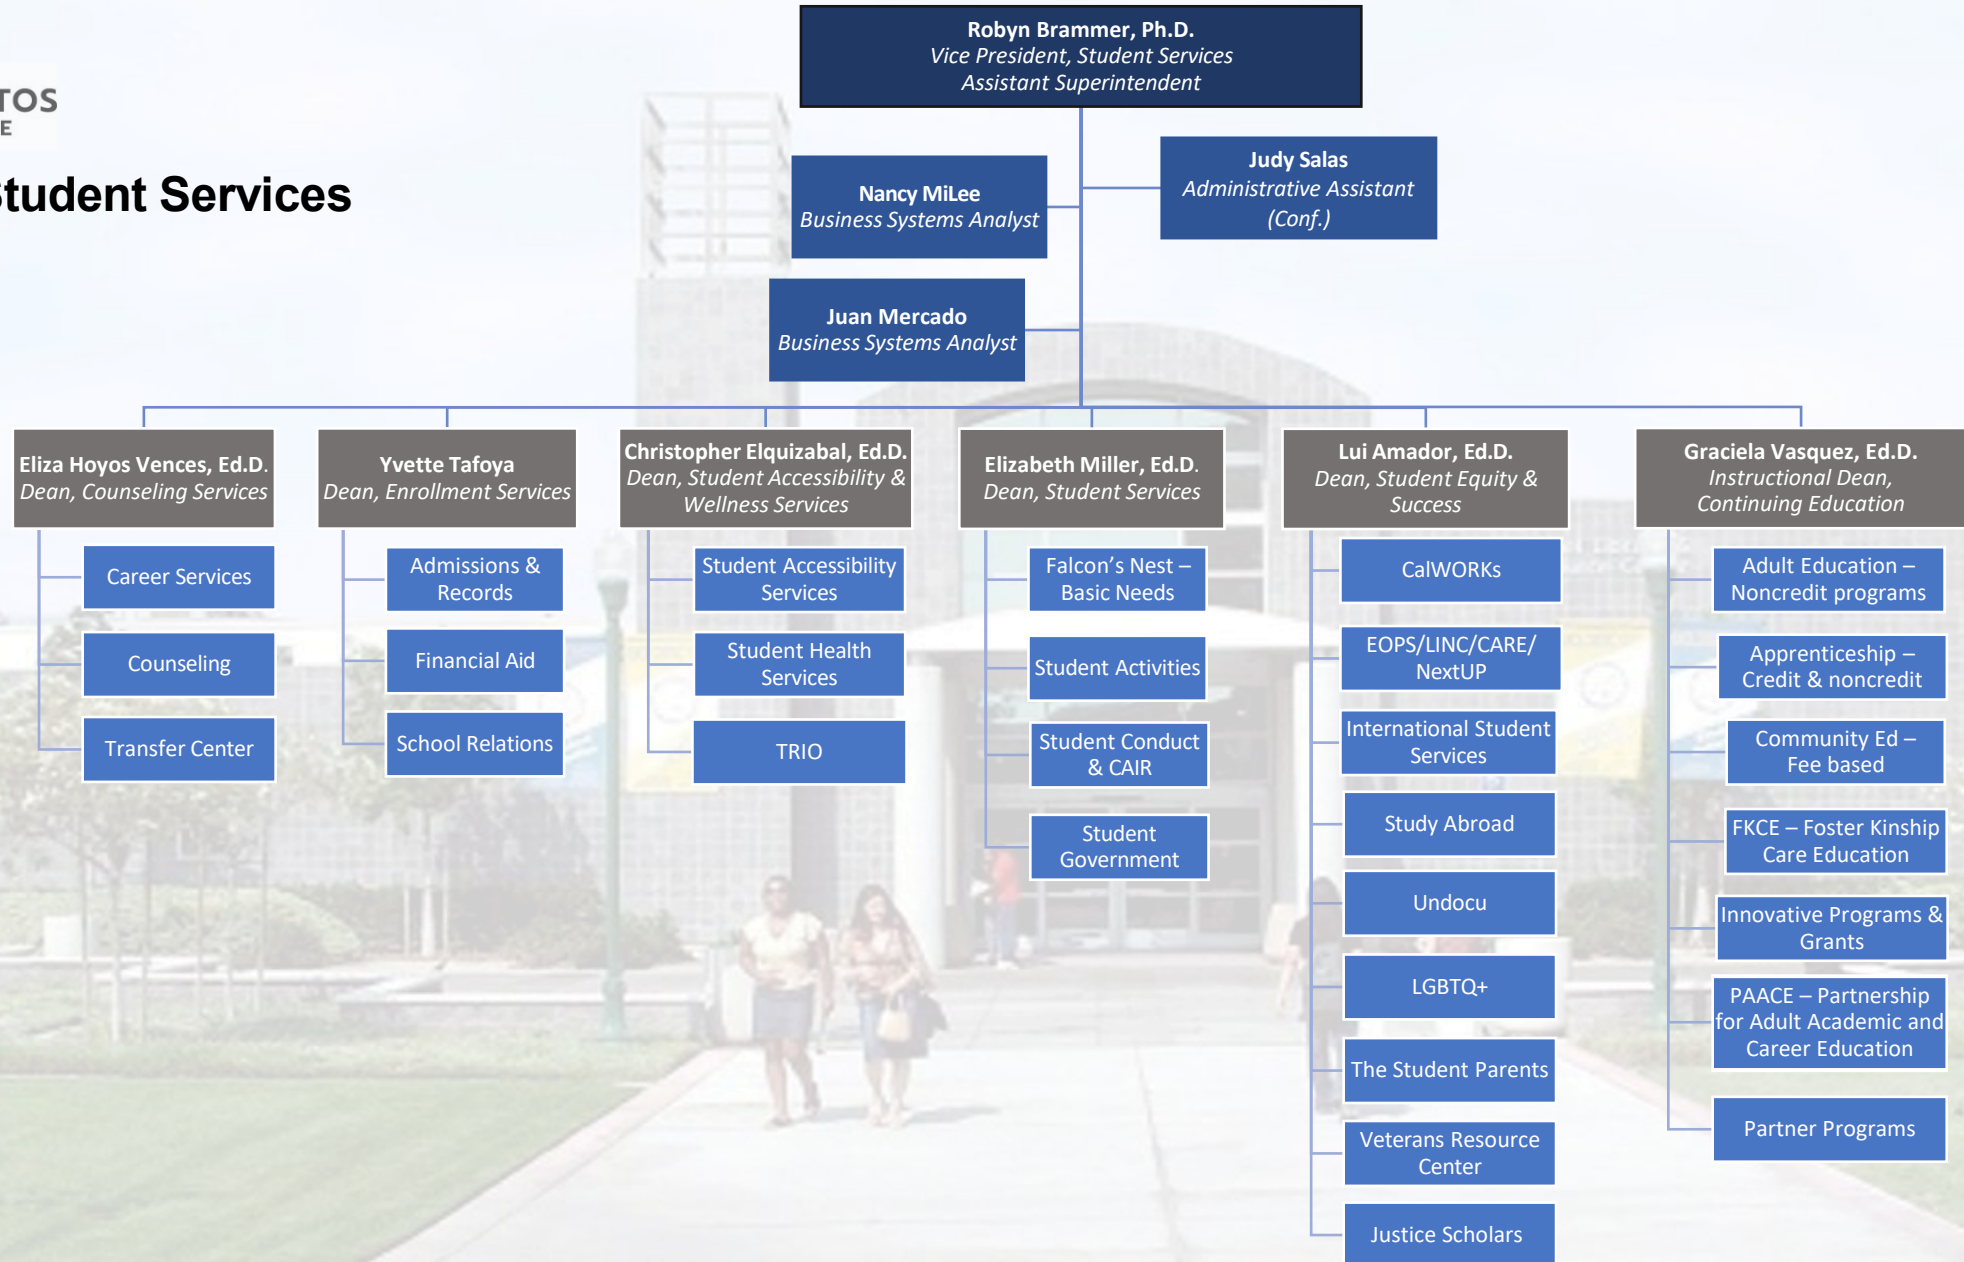 TOS
E
Student Services
Robyn Brammer, Ph.D.
Vice President, Student Services
Assistant Superintendent
Nancy MiLee
Business Systems Analyst
Judy Salas
Administrative Assistant
(Conf.)
Juan Mercado
Business Systems Analyst
Eliza Hoyos Vences, Ed.D.
Dean, Counseling Services
Career Services
Counseling
Transfer Center
Yvette Tafoya
Dean, Enrollment Services
Admissions &
Records
Financial Aid
School Relations
Christopher Elquizabal, Ed.D.
Dean, Student Accessibility &
Wellness Services
Student Accessibility
Services
Student Health
Services
TRIO
Elizabeth Miller, Ed.D.
Dean, Student Services
Falcon’s Nest –
Basic Needs
Student Activities
Student Conduct
& CAIR
Student
Government
Lui Amador, Ed.D.
Dean, Student Equity &
Success
CalWORKs
EOPS/LINC/CARE/
NextUP
International Student
Services
Study Abroad
Undocu
LGBTQ+
The Student Parents
Veterans Resource
Center
Justice Scholars
Graciela Vasquez, Ed.D.
Instructional Dean,
Continuing Education
Adult Education –
Noncredit programs
Apprenticeship –
Credit & noncredit
Community Ed –
Fee based
FKCE – Foster Kinship
Care Education
Innovative Programs &
Grants
PAACE – Partnership
for Adult Academic and
Career Education
Partner Programs